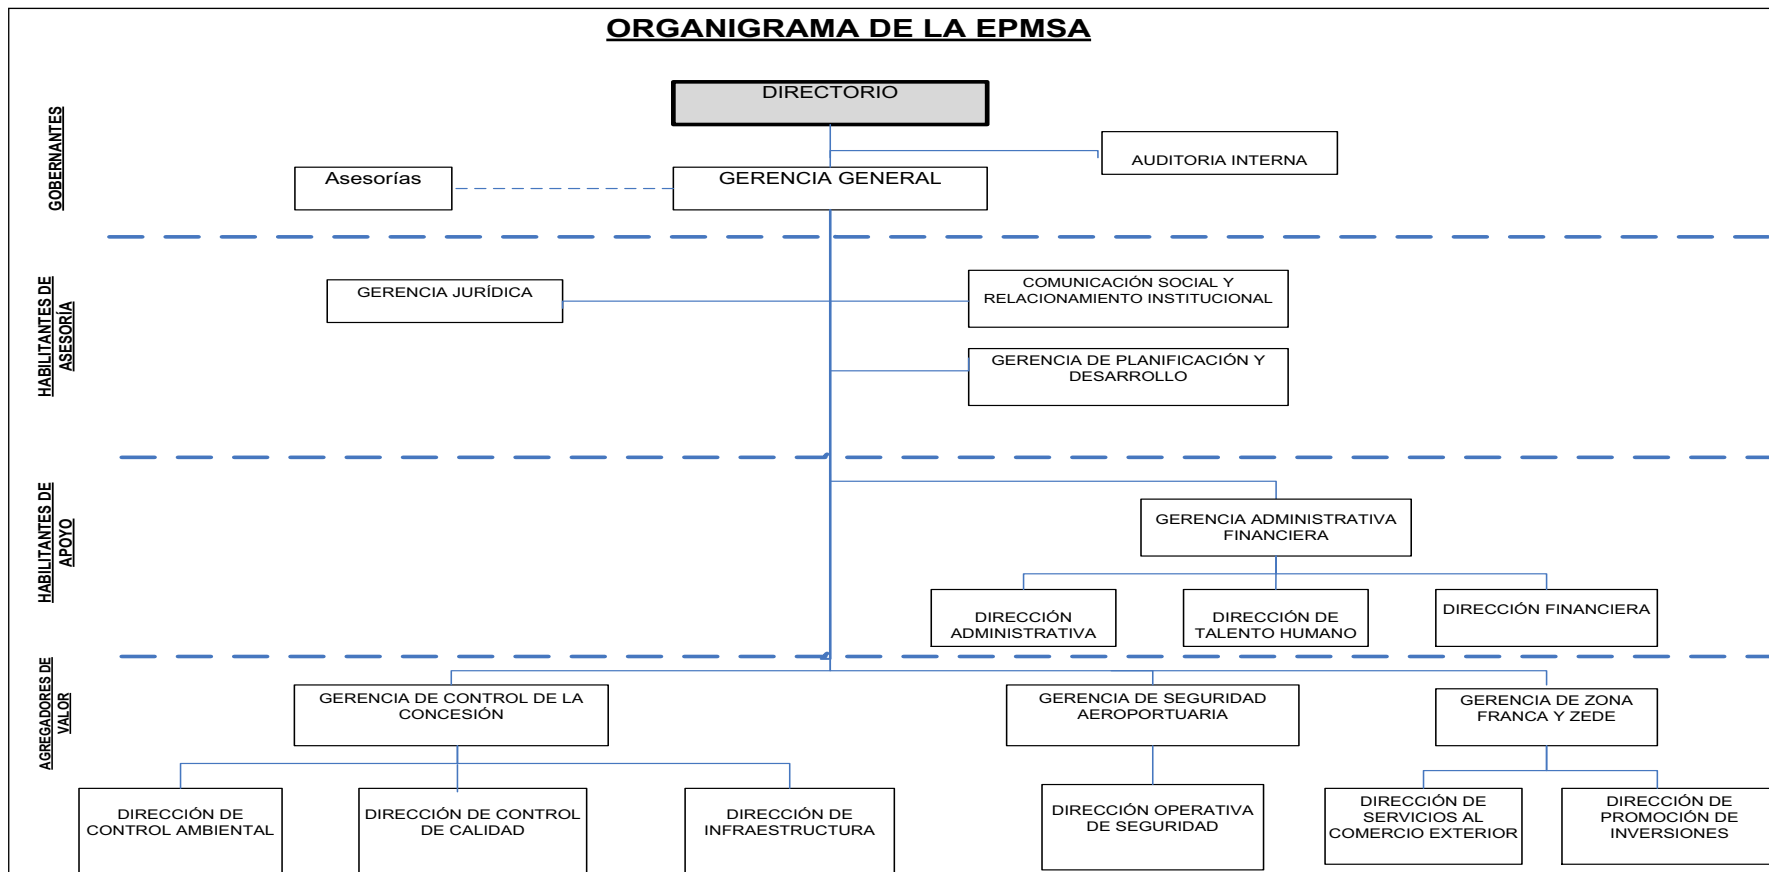 ORGANIGRAMA DE LA EPMSA
GOBERNANTES
DIRECTORIO
AUDITORIA INTERNA
Asesorías
GERENCIA GENERAL
HABILITANTES DE
ASESORÍA
GERENCIA JURÍDICA
COMUNICACIÓN SOCIAL Y
RELACIONAMIENTO INSTITUCIONAL
GERENCIA DE PLANIFICACIÓN Y
DESARROLLO
HABILITANTES DE
APOYO
GERENCIA ADMINISTRATIVA
FINANCIERA
DIRECCIÓN
ADMINISTRATIVA
DIRECCIÓN DE
TALENTO HUMANO
DIRECCIÓN FINANCIERA
AGREGADORES DE
VALOR
GERENCIA DE CONTROL DE LA
CONCESIÓN
GERENCIA DE SEGURIDAD
AEROPORTUARIA
GERENCIA DE ZONA
FRANCA Y ZEDE
DIRECCIÓN DE
CONTROL AMBIENTAL
DIRECCIÓN DE CONTROL
DE CALIDAD
DIRECCIÓN DE
INFRAESTRUCTURA
DIRECCIÓN OPERATIVA
DE SEGURIDAD
DIRECCIÓN DE
SERVICIOS AL
COMERCIO EXTERIOR
DIRECCIÓN DE
PROMOCIÓN DE
INVERSIONES